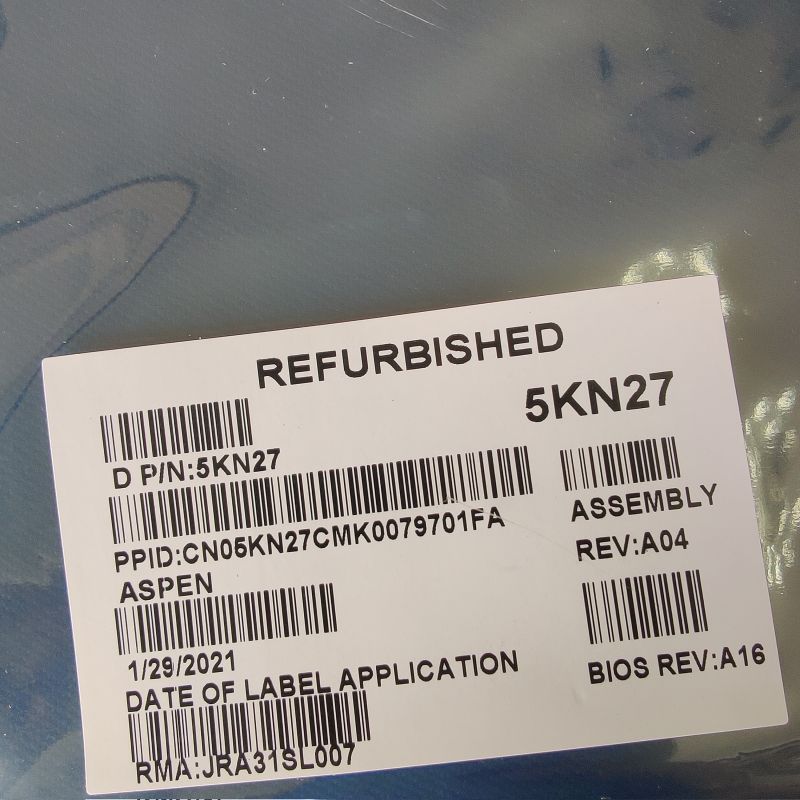 REFURBISHED
5KN27
D P/N:5KN27
PPID:CN05KN27CMK0079701FA
ASSEMBLY
REV:A04
ASPEN
1/29/2021
DATE OF LABEL APPLICATION
BIOS REV:A16
RMA:JRA31SL007